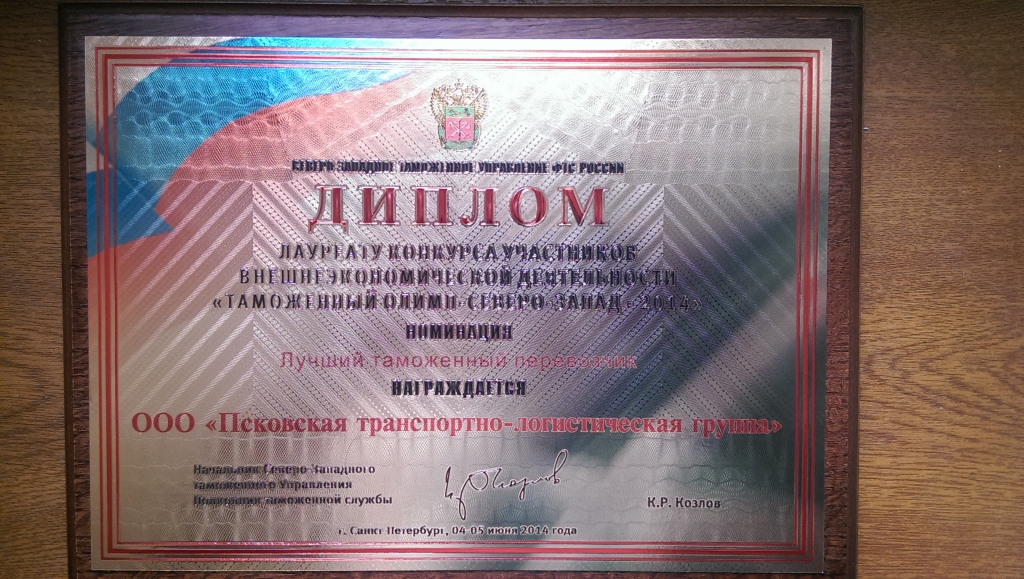 СЕВЕРО-ЗАПАДНОЕ ТАМОЖЕННОЕ УПРАВЛЕНИЕ ФТС РОССИИ
ДИПЛОМ
ЛАУРЕАТУ КОНКУРСА УЧАСТНИКОВ
ВНЕШНЕЭКОНОМИЧЕСКОЙ ДЕЯТЕЛЬНОСТИ
«ТАМОЖЕННЫЙ ОЛИМП-СЕВЕРО-ЗАПАД - 2014»
НОМИНАЦИЯ
Лучший таможенный перевозчик
НАГРАЖДАЕТСЯ
ООО «Псковская транспортно-логистическая группа»
Начальник Северо-Западного
таможенного Управления
Полковник таможенной службы
К.Р. Козлов
г. Санкт-Петербург, 04-05 июня 2014 года